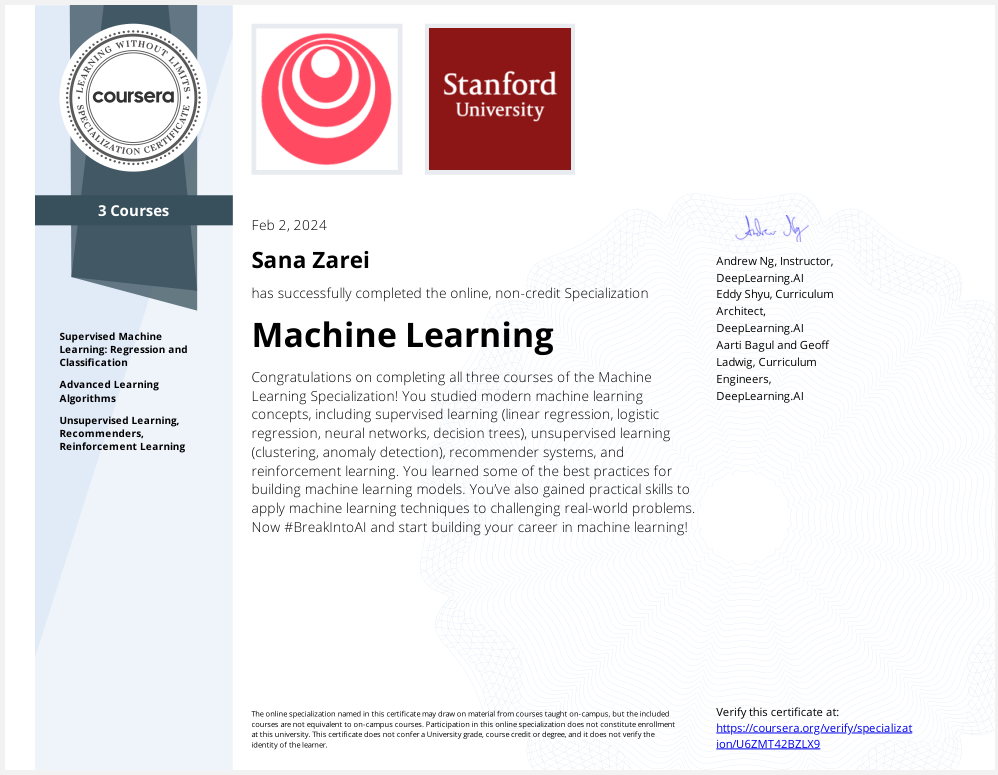 LEARNING WITHOUT LIMITS
coursera
SPECIALIZATION CERTIFICATE
3 Courses
Supervised Machine
Learning: Regression and
Classification
Advanced Learning
Algorithms
Unsupervised Learning,
Recommenders,
Reinforcement Learning
Stanford
University
Feb 2, 2024
Sana Zarei
has successfully completed the online, non-credit Specialization
Machine Learning
Congratulations on completing all three courses of the Machine
Learning Specialization! You studied modern machine learning
concepts, including supervised learning (linear regression, logistic
regression, neural networks, decision trees), unsupervised learning
(clustering, anomaly detection), recommender systems, and
reinforcement learning. You learned some of the best practices for
building machine learning models. You’ve also gained practical skills to
apply machine learning techniques to challenging real-world problems.
Now #BreakIntoAI and start building your career in machine learning!
Andrew Ng
Andrew Ng, Instructor,
DeepLearning.AI
Eddy Shyu, Curriculum
Architect,
DeepLearning.AI
Aarti Bagul and Geoff
Ladwig, Curriculum
Engineers,
DeepLearning.AI
The online specialization named in this certificate may draw on material from courses taught on-campus, but the included
courses are not equivalent to on-campus courses. Participation in this online specialization does not constitute enrollment
at this university. This certificate does not confer a University grade, course credit or degree, and it does not verify the
identity of the learner.
Verify this certificate at:
https://coursera.org/verify/specializat
ion/U6ZMT42BZLX9